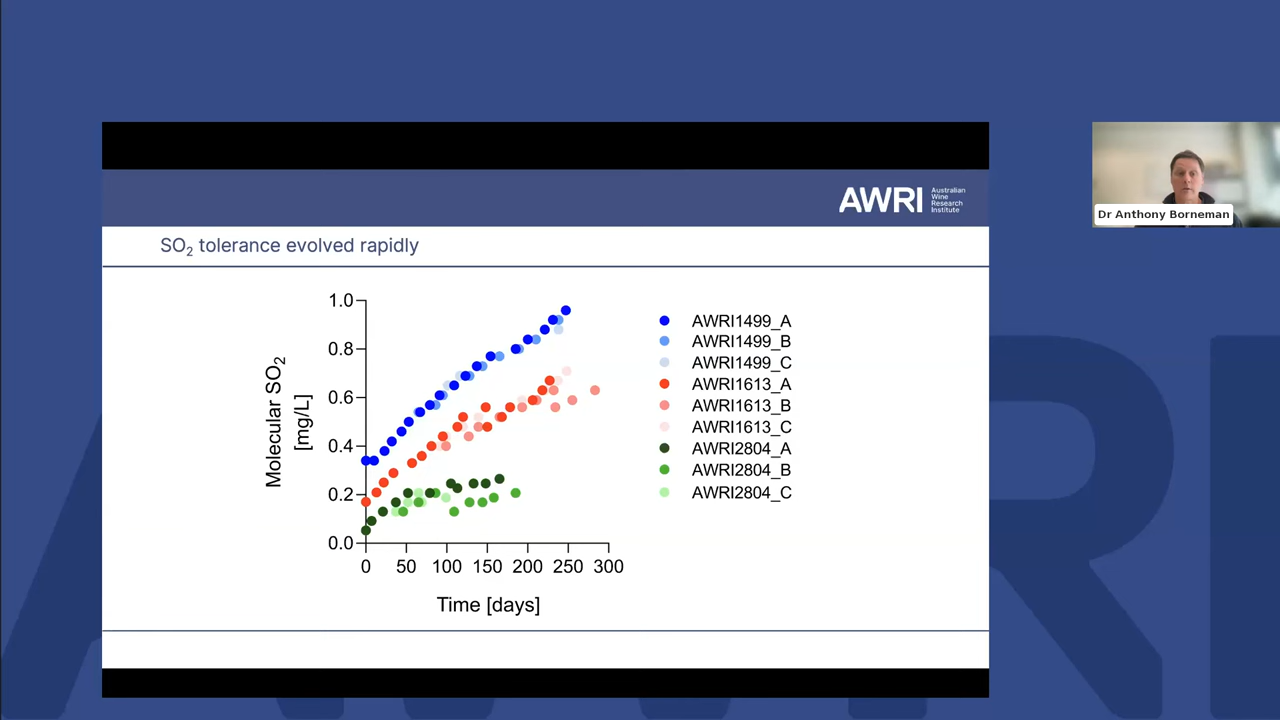 AWRI
Australian
Wine
Research
Institute
Dr Anthony Borneman
SO₂ tolerance evolved rapidly
Molecular SO₂
[mg/L]
1.0
0.8
0.6
0.4
0.2
0.0
0 50 100 150 200 250 300
Time [days]
AWRI1499_A
AWRI1499_B
AWRI1499_C
AWRI1613_A
AWRI1613_B
AWRI1613_C
AWRI2804_A
AWRI2804_B
AWRI2804_C